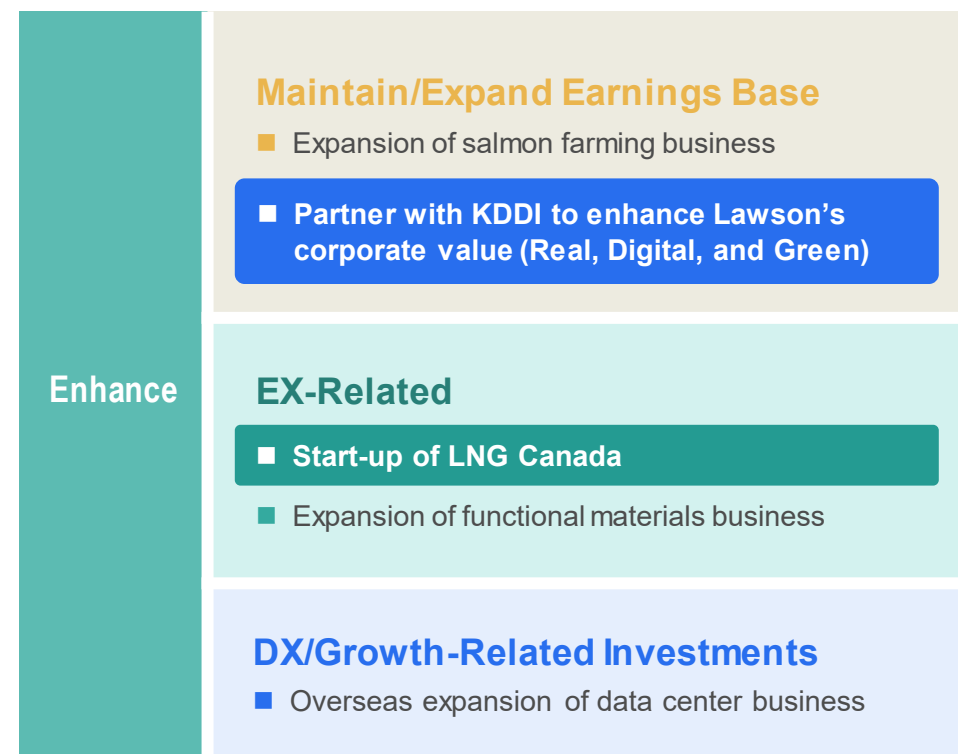 Maintain/Expand Earnings Base
Expansion of salmon farming business
Partner with KDDI to enhance Lawson's
corporate value (Real, Digital, and Green)
Enhance
EX-Related
Start-up of LNG Canada
Expansion of functional materials business
DX/Growth-Related Investments
Overseas expansion of data center business